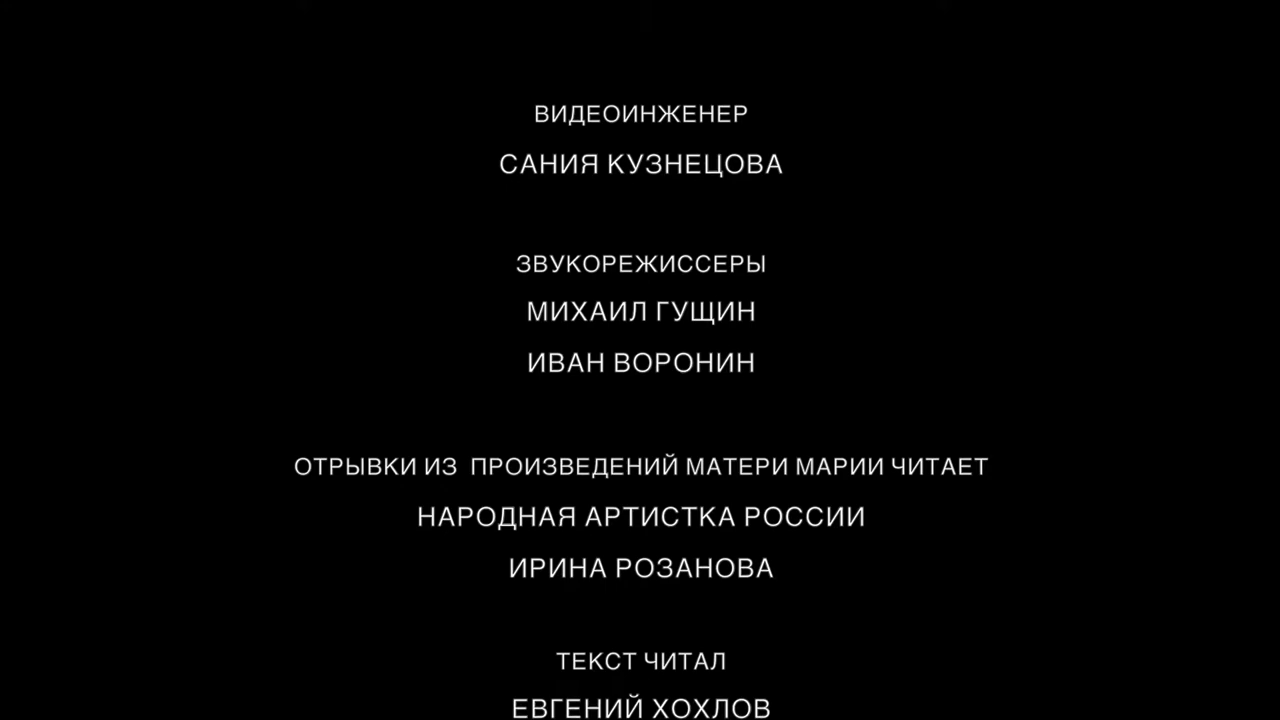 ВИДЕОИНЖЕНЕР
САНИЯ КУЗНЕЦОВА
ЗВУКОРЕЖИССЕРЫ
МИХАИЛ ГУЩИН
ИВАН ВОРОНИН
ОТРЫВКИ ИЗ  ПРОИЗВЕДЕНИЙ МАТЕРИ МАРИИ ЧИТАЕТ
НАРОДНАЯ АРТИСТКА РОССИИ
ИРИНА РОЗАНОВА
ТЕКСТ ЧИТАЛ
ЕВГЕНИЙ ХОХЛОВ